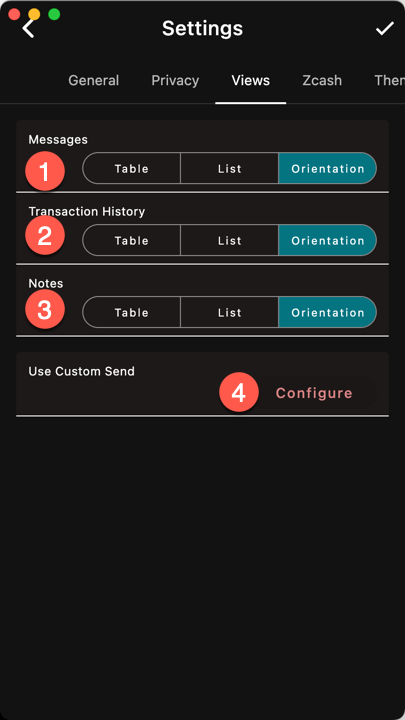 Settings
General Privacy Views Zcash Them
Messages
1 Table List Orientation
Transaction History
2 Table List Orientation
Notes
3 Table List Orientation
Use Custom Send
4 Configure